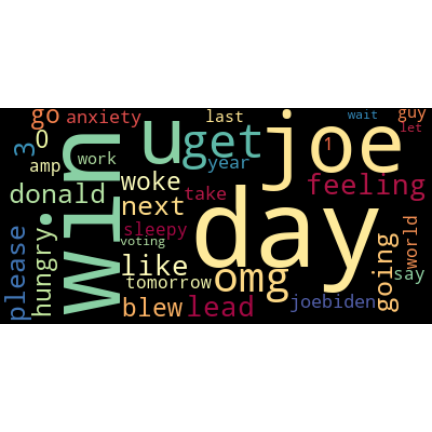 go anxiety last wait guy
3 0 win u get joe 1 let
amp work year
donald woke take feeling
next
• sleepy day
voting
please hungry like going world
tomorrow omg say
blew lead joebiden